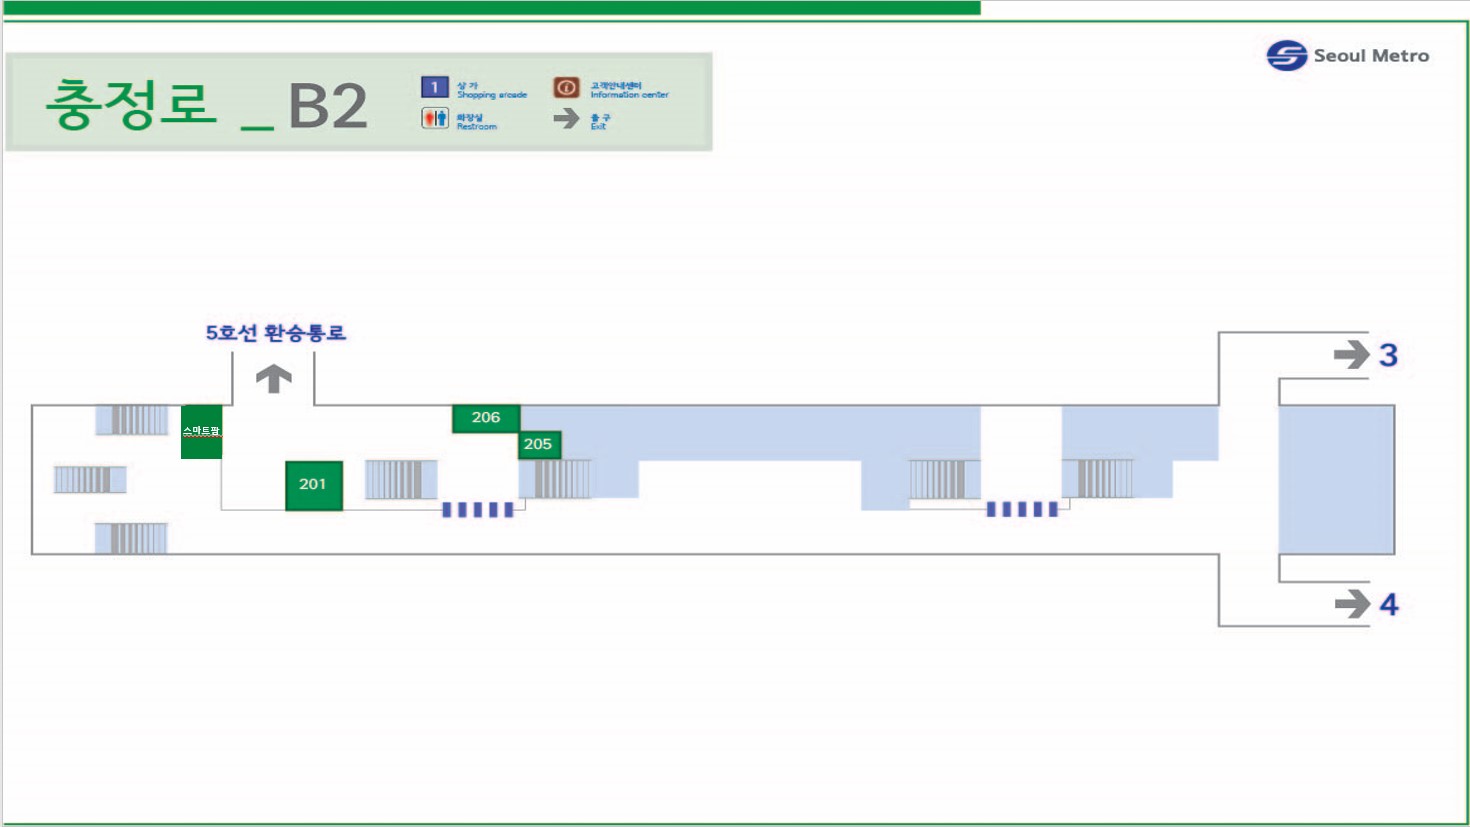 Seoul Metro
충정로 _ B2
1
상 가
Shopping arcade
고객안내센터
Information center
화장실
Restroom
출 구
Exit
5호선 환승통로
3
206
스마트팜
205
201
4